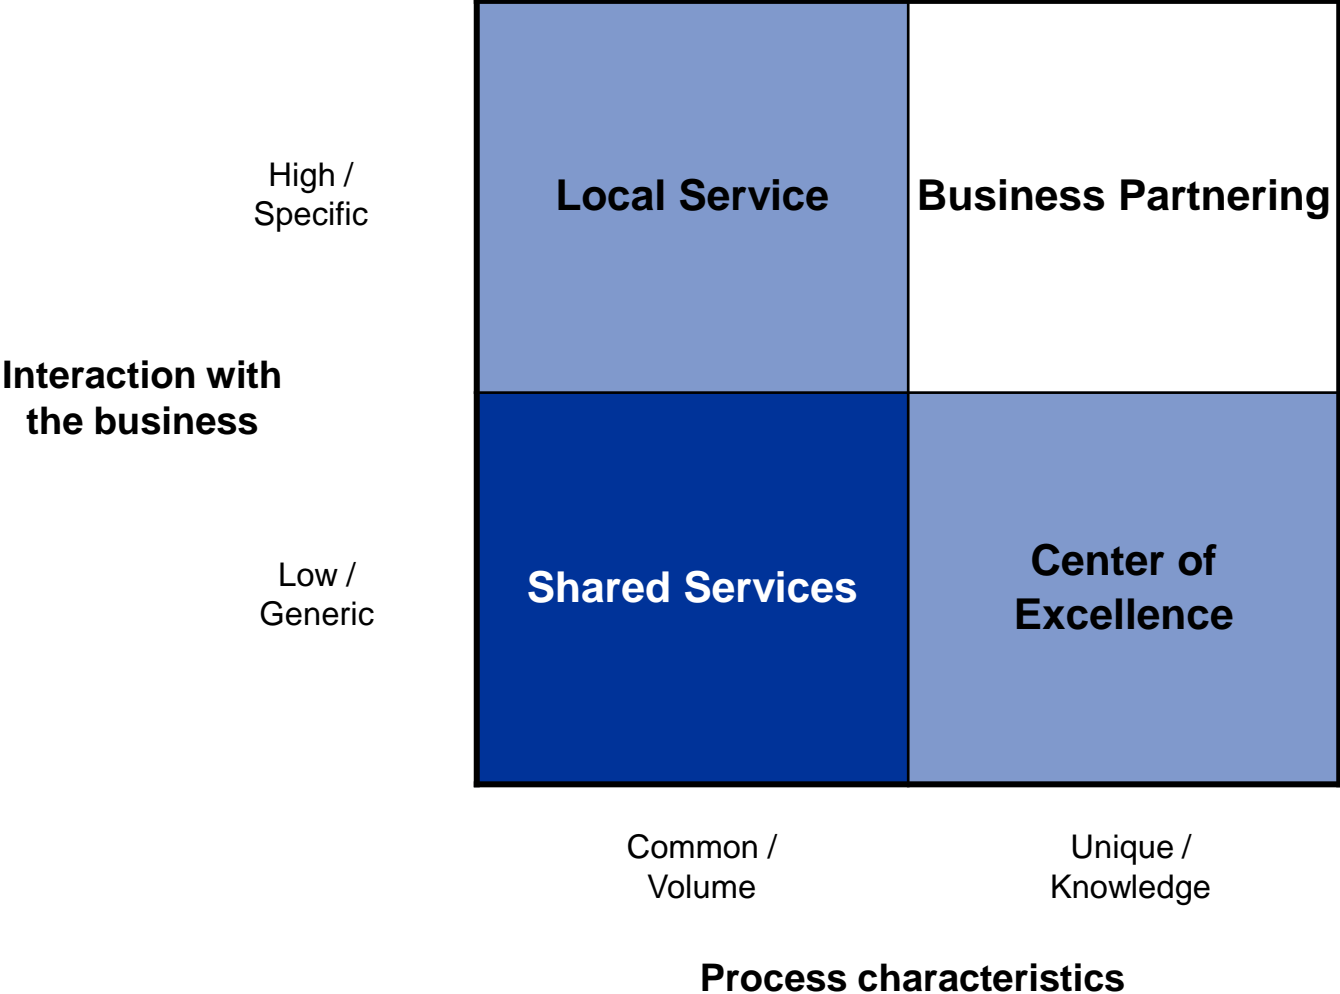 High /
Specific
Local Service
Business Partnering
Interaction with
the business
Low /
Generic
Shared Services
Center of
Excellence
Common /
Volume
Unique /
Knowledge
Process characteristics